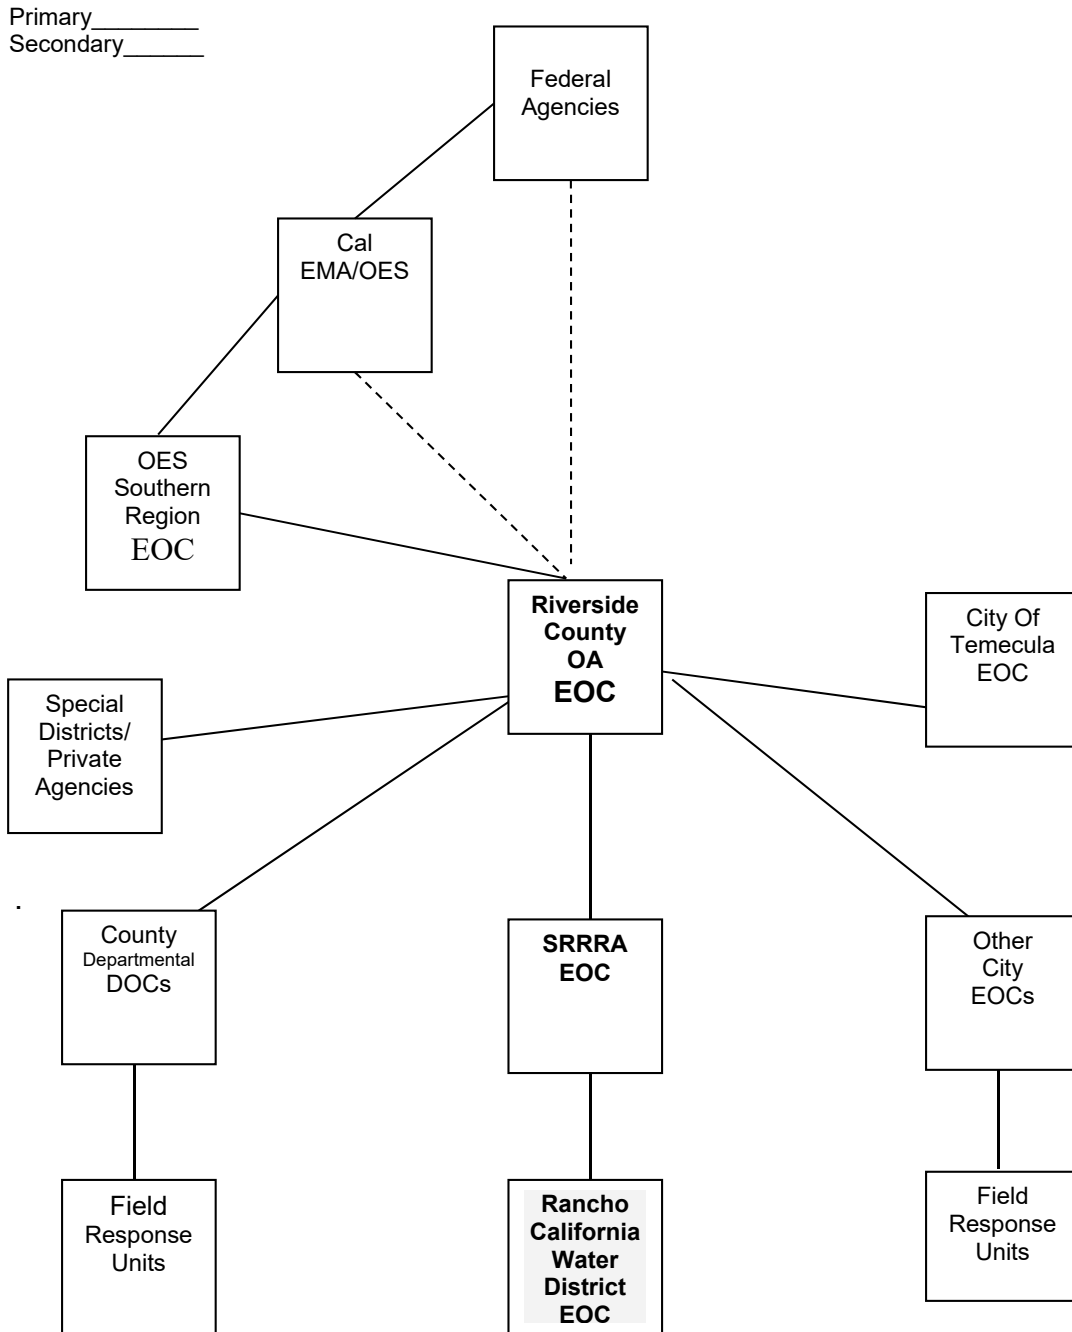 Primary________
Secondary______
Federal
Agencies
Cal
EMA/OES
OES
Southern
Region
EOC
Riverside
County
OA
EOC
City Of
Temecula
EOC
Special
Districts/
Private
Agencies
.
County
Departmental
DOCs
SRRRA
EOC
Other
City
EOCs
Field
Response
Units
Rancho
California
Water
District
EOC
Field
Response
Units